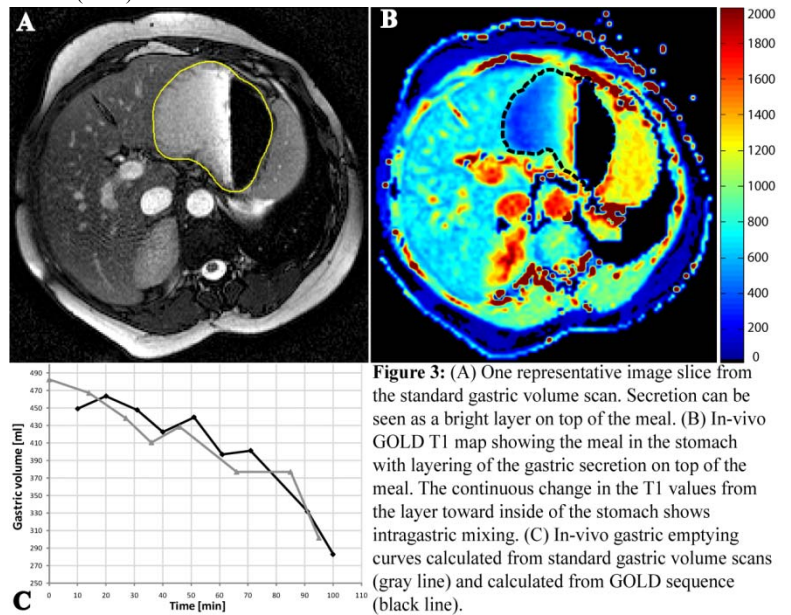 A
B
2000
1800
1600
1400
1200
1000
800
600
400
200
0
490
470
450
430
410
390
370
350
330
310
290
270
250
Gastric volume [ml]
0 10 20 30 40 50 60 70 80 90 100 110
Time [min]
C
Figure 3: (A) One representative image slice from
the standard gastric volume scan. Secretion can be
seen as a bright layer on top of the meal. (B) In-vivo
GOLD T1 map showing the meal in the stomach
with layering of the gastric secretion on top of the
meal. The continuous change in the T1 values from
the layer toward inside of the stomach shows
intragastric mixing. (C) In-vivo gastric emptying
curves calculated from standard gastric volume scans
(gray line) and calculated from GOLD sequence
(black line).